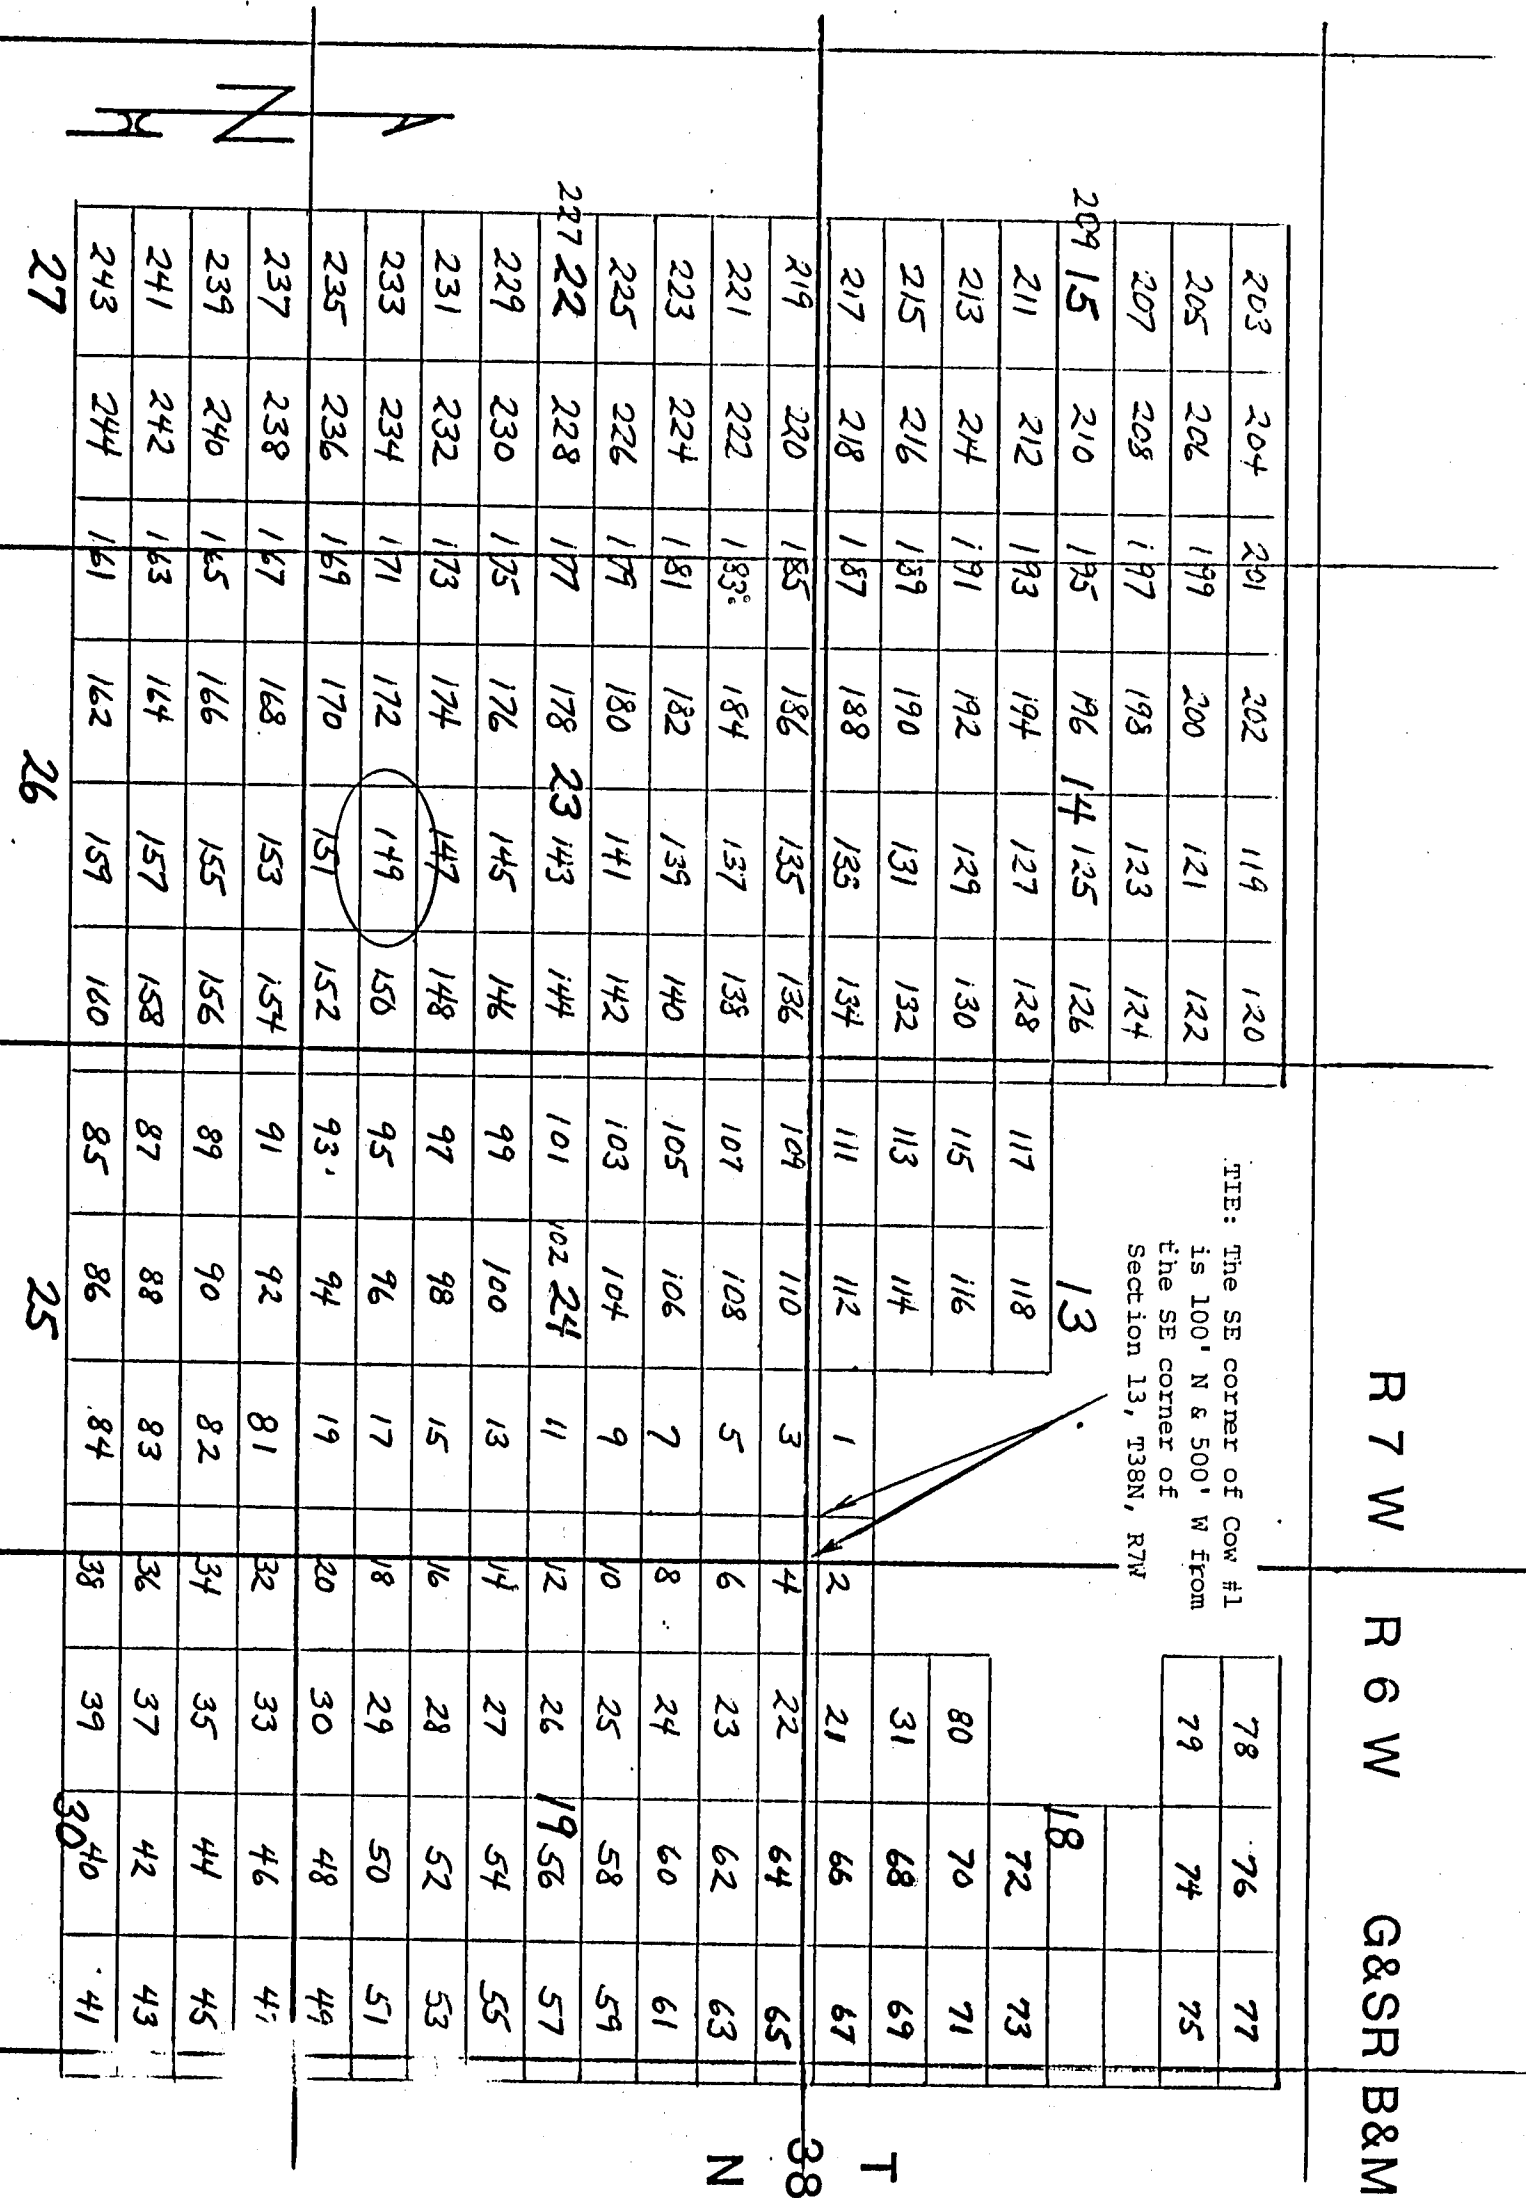 R 7 W R 6 W G&SR B&M
203 204 201 202 119 120 78 76 77
TIE: The SE corner of Cow #1
is 100' N & 500' W from
the SE corner of
Section 13, T38N, R7W
205 206 199 200 121 122 79 74 75
207 208 197 198 123 124
209 15 210 195 196 14 125 126 13 18
211 212 193 194 127 128 117 118 72 73
213 214 191 192 129 130 115 116 80 70 71
215 216 189 190 131 132 113 114 31 68 69
T
217 218 187 188 133 134 111 112 1 2 21 66 67
38
219 220 185 186 135 136 109 110 3 4 22 64 65
N
221 222 183 184 137 138 107 108 5 6 23 62 63
223 224 181 182 139 140 105 106 7 8 24 60 61
225 226 179 180 141 142 103 104 9 10 25 58 59
227 22 228 177 178 23 143 144 101 102 24 11 12 26 19 56 57
229 230 175 176 145 146 99 100 13 14 27 54 55
231 232 173 174 147 148 97 98 15 16 28 52 53
233 234 171 172 149 150 95 96 17 18 29 50 51
235 236 169 170 151 152 93 94 19 20 30 48 49
237 238 167 168 153 154 91 92 81 32 33 46
N
239 240 165 166 155 156 89 90 82 34 35 44 45
241 242 163 164 157 158 87 88 83 36 37 42 43
243 244 161 162 159 160 85 86 84 38 39 40 41
27 26 25 30